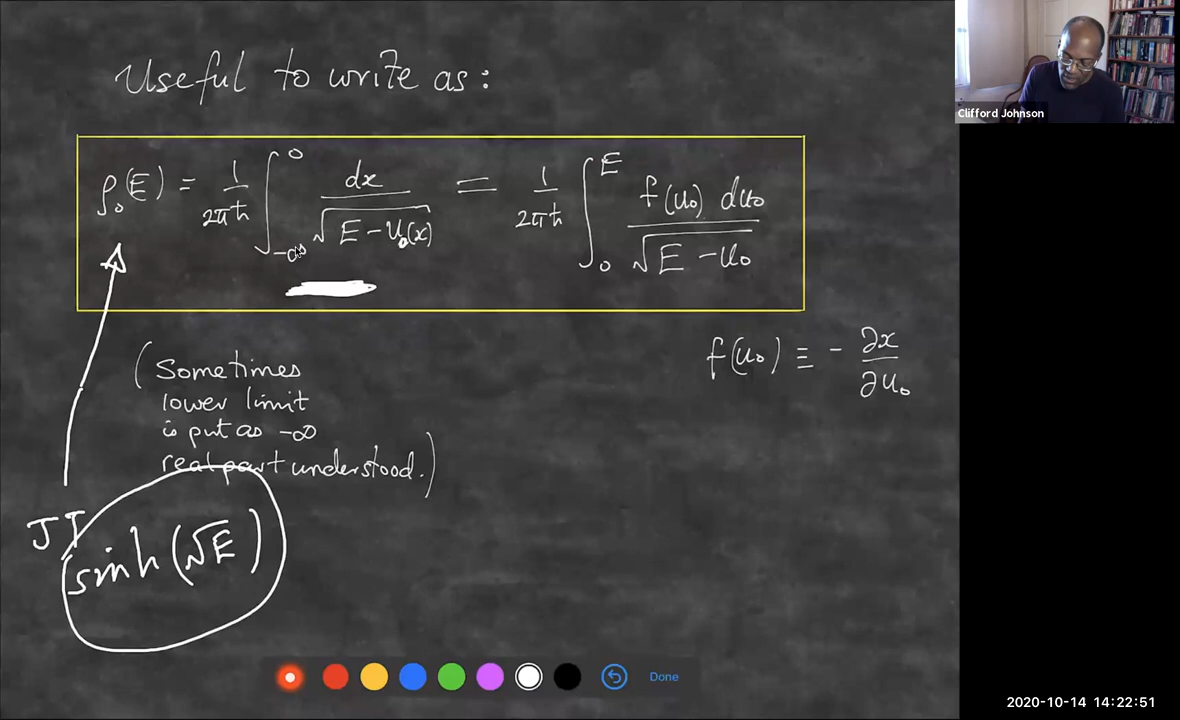 Useful to write as:
ρ₀(E) = 1/2πħ ∫_{-∞}^{0} dx/√(E - u₀(x)) = 1/2πħ ∫_{0}^{E} f(u₀) du₀/√(E - u₀)
f(u₀) ≡ - ∂x/∂u₀
(Sometimes
lower limit
is put as -∞
real part understood.)
JT
sinh(√E)
Done
Clifford Johnson
2020-10-14 14:22:51